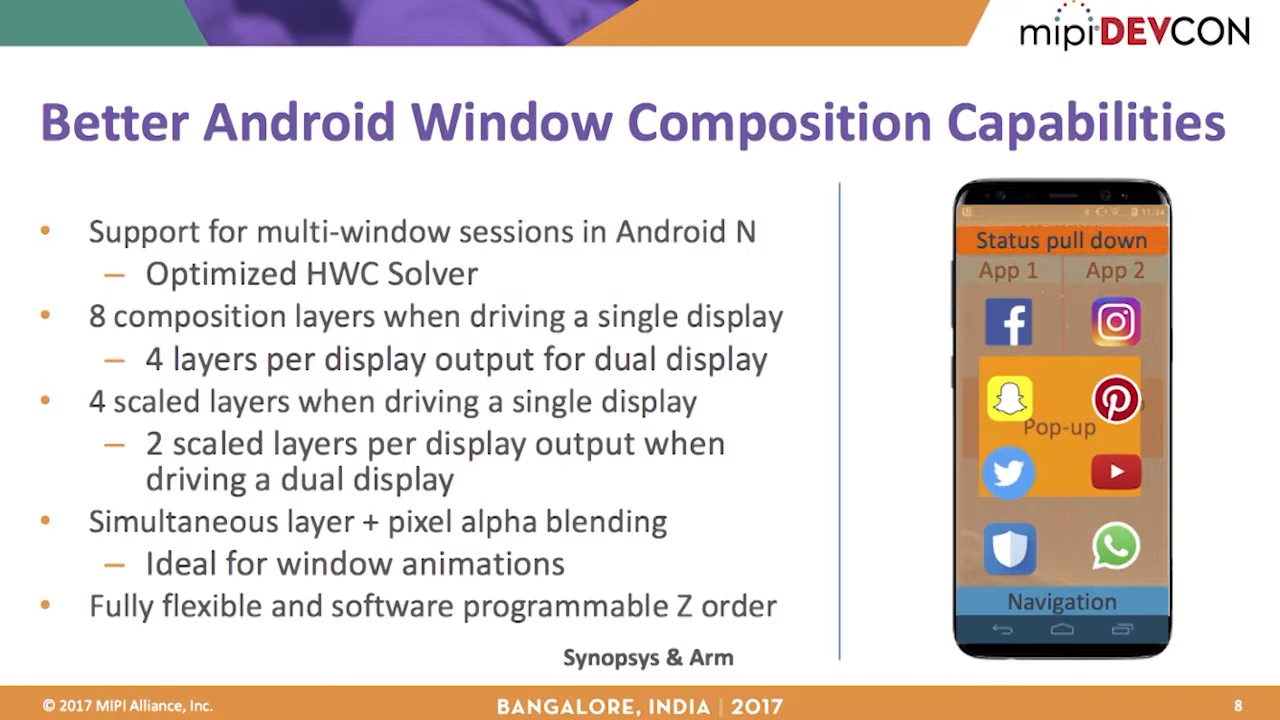 mipi DEVCON
Better Android Window Composition Capabilities
• Support for multi-window sessions in Android N
– Optimized HWC Solver
• 8 composition layers when driving a single display
– 4 layers per display output for dual display
• 4 scaled layers when driving a single display
– 2 scaled layers per display output when
driving a dual display
• Simultaneous layer + pixel alpha blending
– Ideal for window animations
• Fully flexible and software programmable Z order
Synopsys & Arm
11:34
Status pull down
App 1 App 2
Pop-up
Navigation
© 2017 MIPI Alliance, Inc.
BANGALORE, INDIA | 2017
8